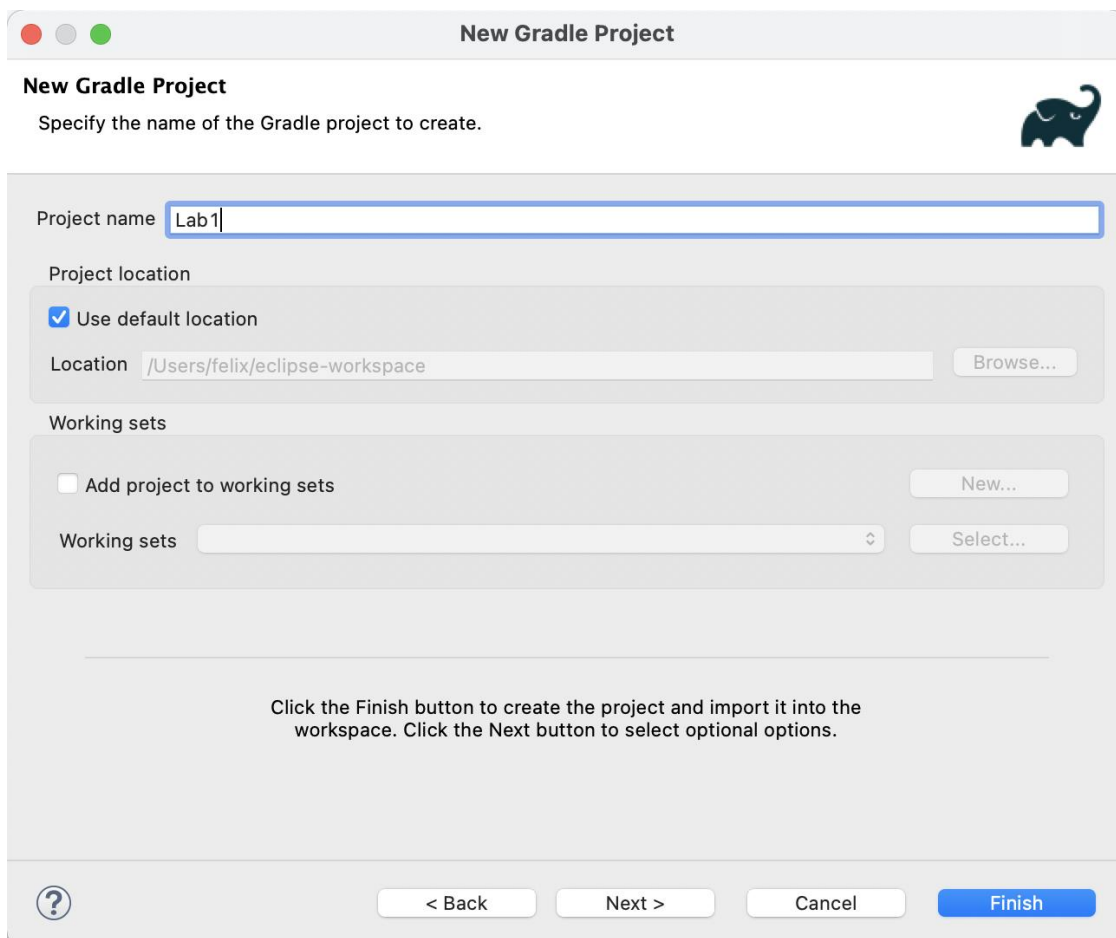 New Gradle Project
New Gradle Project
Specify the name of the Gradle project to create.
Project name Lab1
Project location
Use default location
Location /Users/felix/eclipse-workspace Browse...
Working sets
Add project to working sets New...
Working sets Select...
Click the Finish button to create the project and import it into the
workspace. Click the Next button to select optional options.
? < Back Next > Cancel Finish